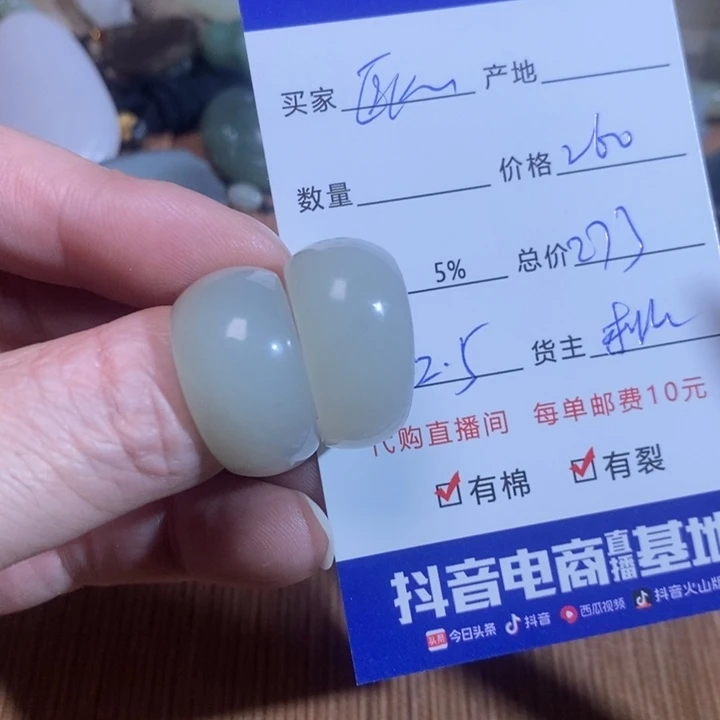 买家 产地
数量 价格 260
5% 总价 273
2.5 货主
代购直播间 每单邮费10元
有棉 有裂
抖音电商直播基地
今日头条 抖音 西瓜视频 抖音火山版